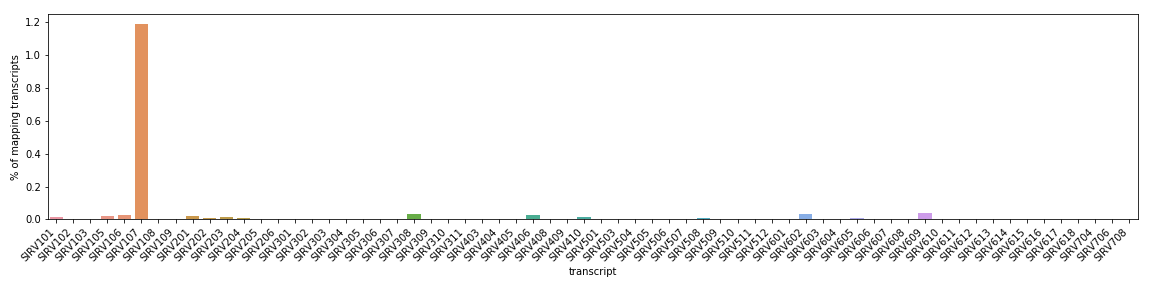 1.2
1.0
0.8
0.6
0.4
0.2
0.0
% of mapping transcripts
SIRV101 SIRV102 SIRV103 SIRV105 SIRV106 SIRV107 SIRV108 SIRV109 SIRV201 SIRV202 SIRV203 SIRV204 SIRV205 SIRV206 SIRV301 SIRV302 SIRV303 SIRV304 SIRV305 SIRV306 SIRV307 SIRV308 SIRV309 SIRV310 SIRV311 SIRV403 SIRV404 SIRV405 SIRV406 SIRV408 SIRV409 SIRV410 SIRV501 SIRV503 SIRV504 SIRV505 SIRV506 SIRV507 SIRV508 SIRV509 SIRV510 SIRV511 SIRV512 SIRV601 SIRV602 SIRV603 SIRV604 SIRV605 SIRV606 SIRV607 SIRV608 SIRV609 SIRV610 SIRV611 SIRV612 SIRV613 SIRV614 SIRV615 SIRV616 SIRV617 SIRV618 SIRV704 SIRV706 SIRV708
transcript